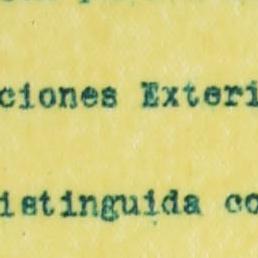 ciones Exteri
istinguida co